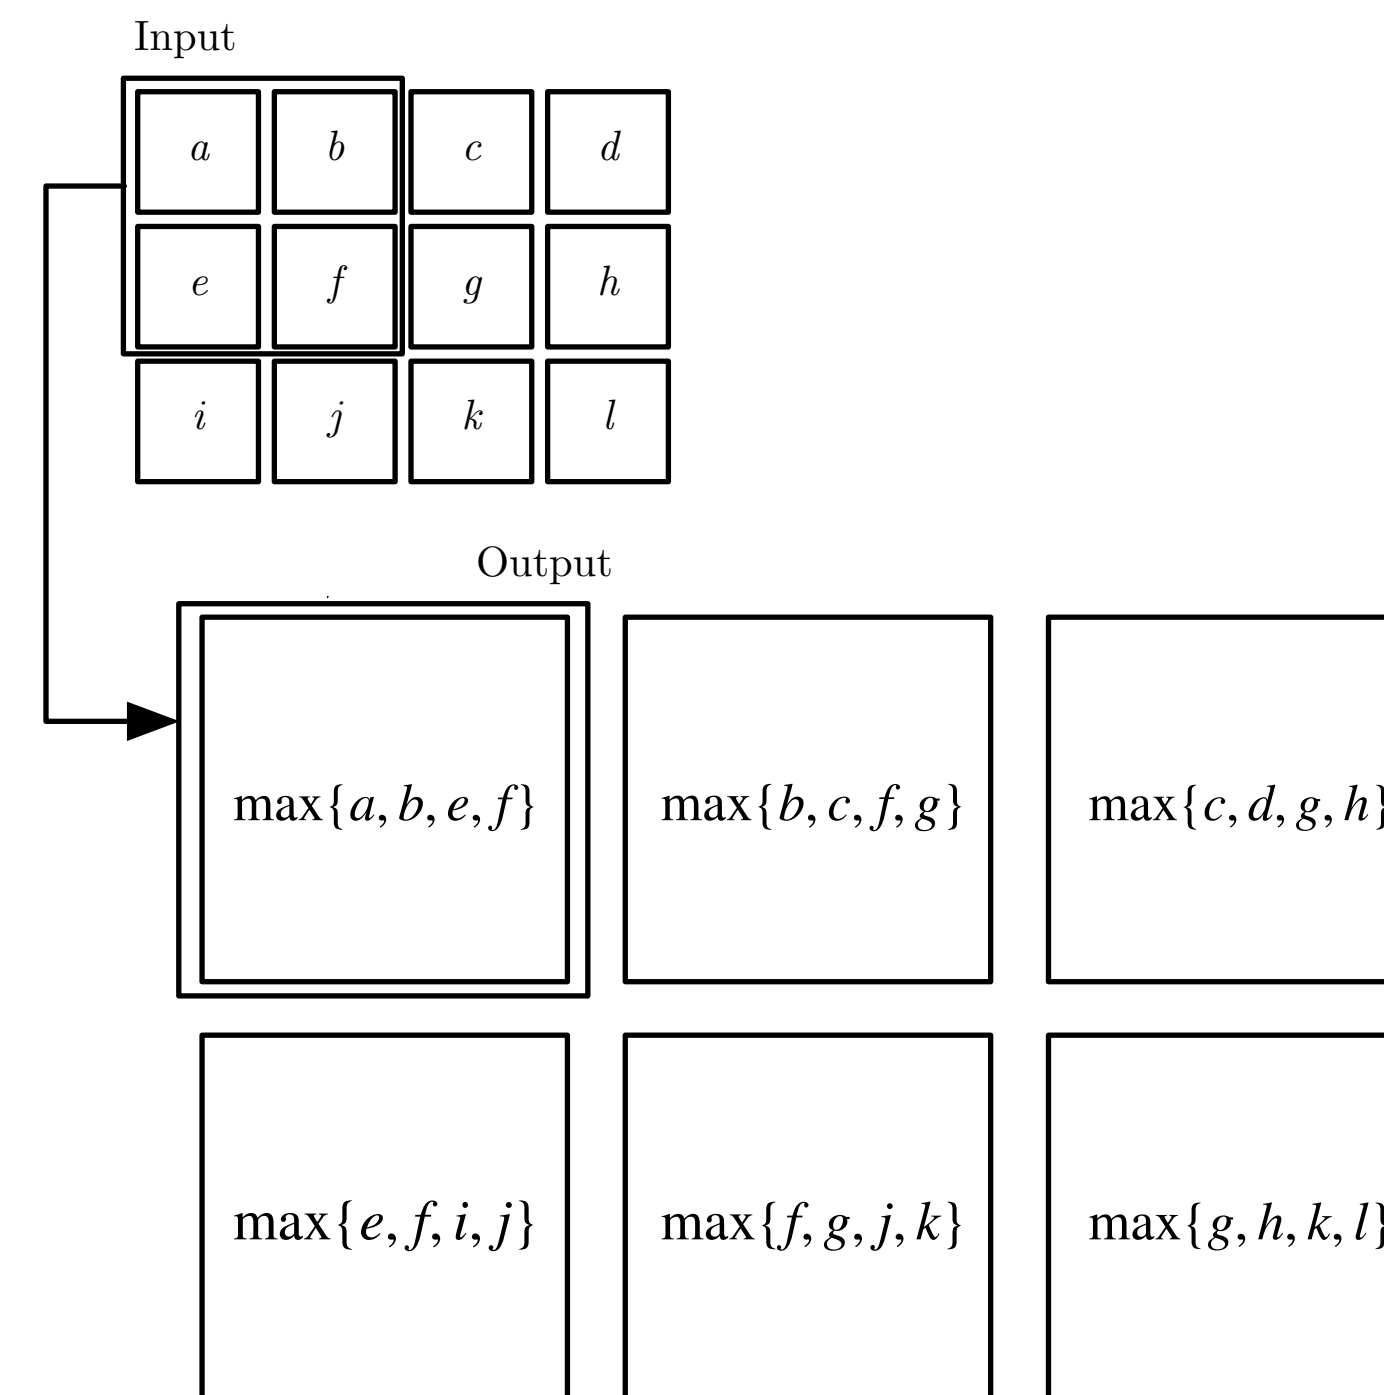 Input
a b c d
e f g h
i j k l
Output
max{a, b, e, f} max{b, c, f, g} max{c, d, g, h}
max{e, f, i, j} max{f, g, j, k} max{g, h, k, l}